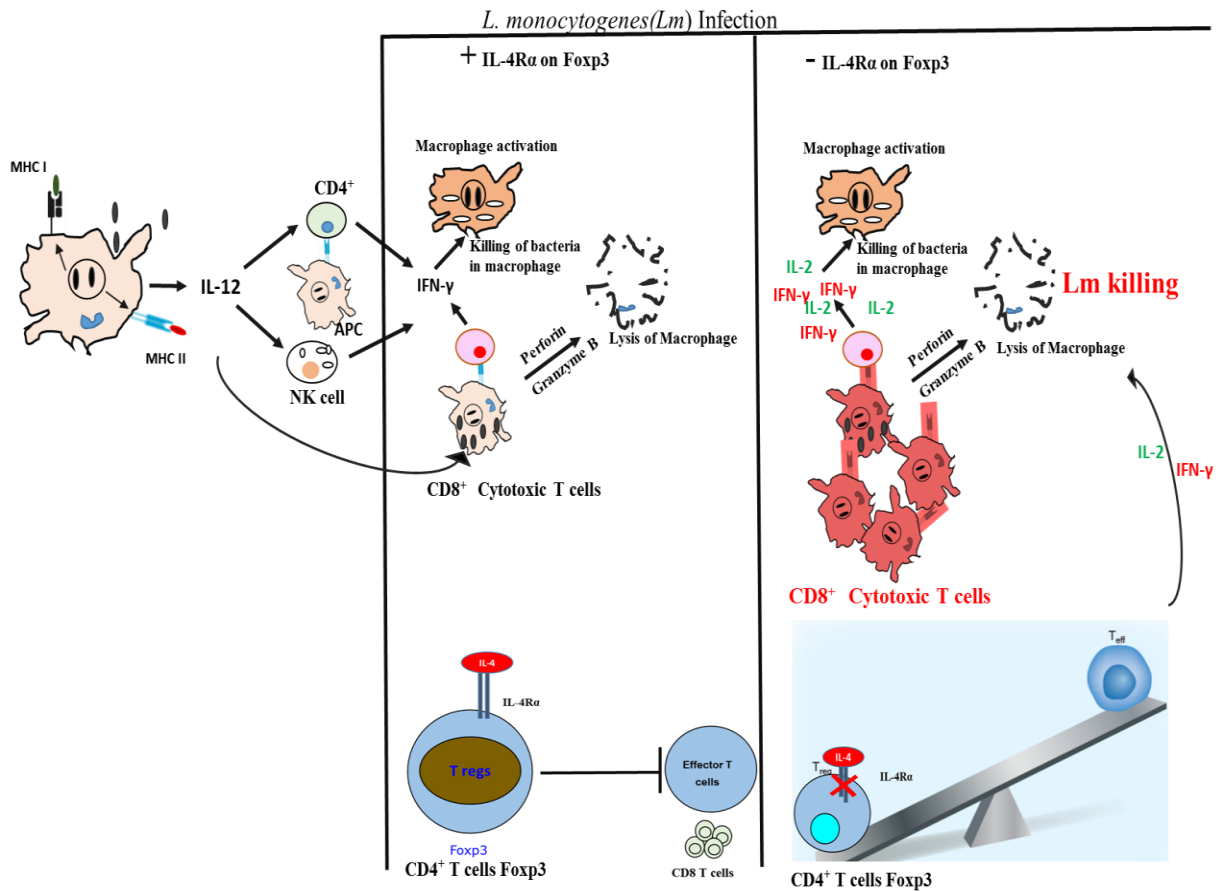 L. monocytogenes(Lm) Infection
+ IL-4Rα on Foxp3
- IL-4Rα on Foxp3
MHC I
MHC II
IL-12
CD4+
APC
NK cell
Macrophage activation
Killing of bacteria
in macrophage
IFN-γ
Perforin
Granzyme B
Lysis of Macrophage
CD8+ Cytotoxic T cells
IL-4
IL-4Rα
T regs
Foxp3
CD4+ T cells Foxp3
Effector T
cells
CD8 T cells
Macrophage activation
Killing of bacteria
in macrophage
IL-2
IFN-γ
IFN-γ
IL-2
IL-2
IFN-γ
Perforin
Granzyme B
Lysis of Macrophage
Lm killing
IL-2
IFN-γ
CD8+ Cytotoxic T cells
Teff
IL-4
Treg
IL-4Rα
CD4+ T cells Foxp3